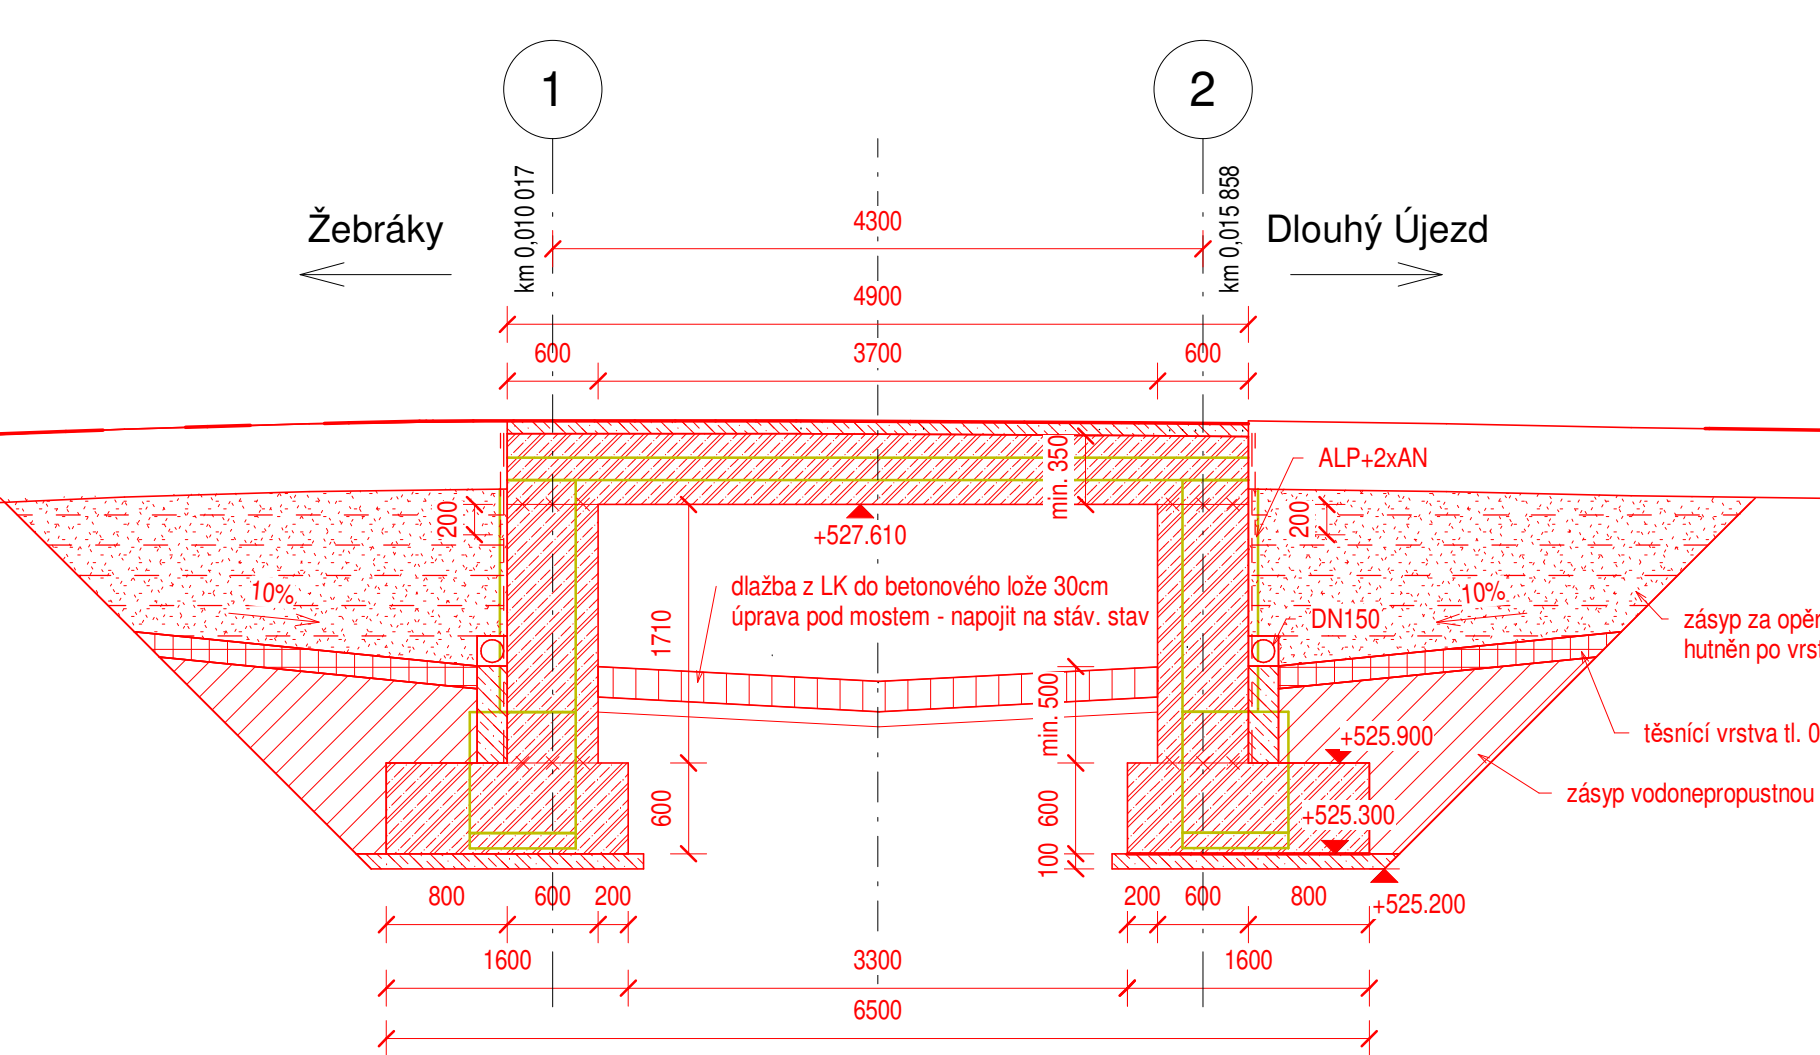 1
2
km 0,010 017
km 0,015 858
Žebráky
Dlouhý Újezd
4300
4900
600
3700
600
min. 350
ALP+2xAN
200
200
+527.610
10%
10%
dlažba z LK do betonového lože 30cm
úprava pod mostem - napojit na stáv. stav
DN150
zásyp za opěr
hutněn po vrst
1710
min. 500
+525.900
těsnící vrstva tl. 0
zásyp vodonepropustnou
600
600
+525.300
100
800
600
200
200
600
800
+525.200
1600
3300
1600
6500